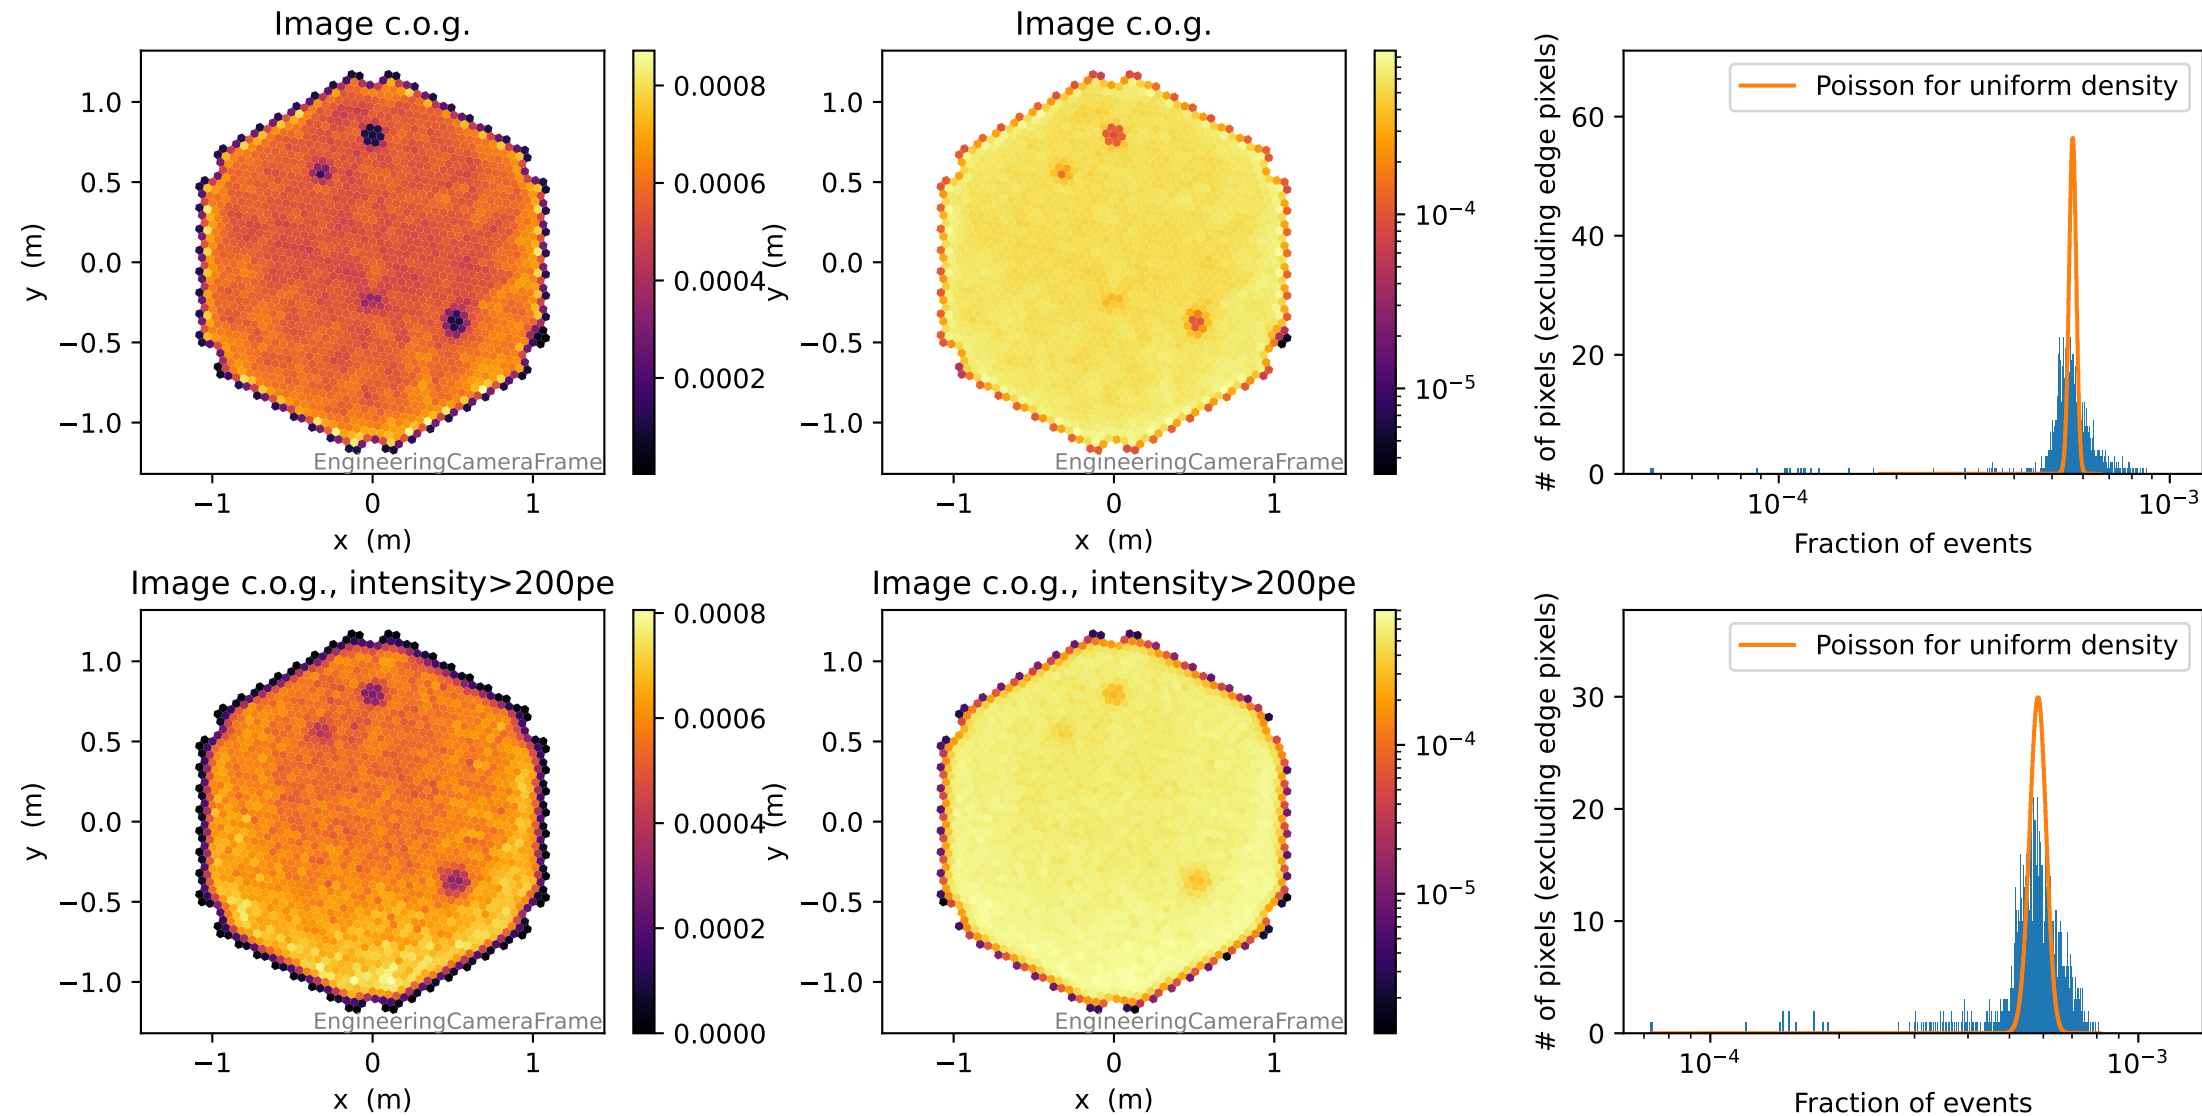 Image c.o.g.
1.0
0.5
0.0
−0.5
−1.0
y (m)
−1
0
1
x (m)
EngineeringCameraFrame
0.0008
0.0006
0.0004
0.0002
Image c.o.g.
1.0
0.5
0.0
−0.5
−1.0
y (m)
−1
0
1
x (m)
EngineeringCameraFrame
10⁻⁴
10⁻⁵
# of pixels (excluding edge pixels)
60
40
20
0
Poisson for uniform density
10⁻⁴
10⁻³
Fraction of events
Image c.o.g., intensity>200pe
1.0
0.5
0.0
−0.5
−1.0
y (m)
−1
0
1
x (m)
EngineeringCameraFrame
0.0008
0.0006
0.0004
0.0002
0.0000
Image c.o.g., intensity>200pe
1.0
0.5
0.0
−0.5
−1.0
y (m)
−1
0
1
x (m)
EngineeringCameraFrame
10⁻⁴
10⁻⁵
# of pixels (excluding edge pixels)
30
20
10
0
Poisson for uniform density
10⁻⁴
10⁻³
Fraction of events